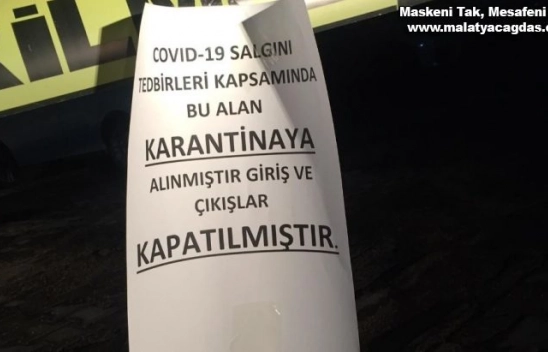 Maskeni Tak, Mesafeni
www.malatyacagdas.
COVID-19 SALGINI
TEDBİRLERİ KAPSAMINDA
BU ALAN
KARANTİNAYA
ALINMIŞTIR GİRİŞ VE
ÇIKIŞLAR
KAPATILMIŞTIR.